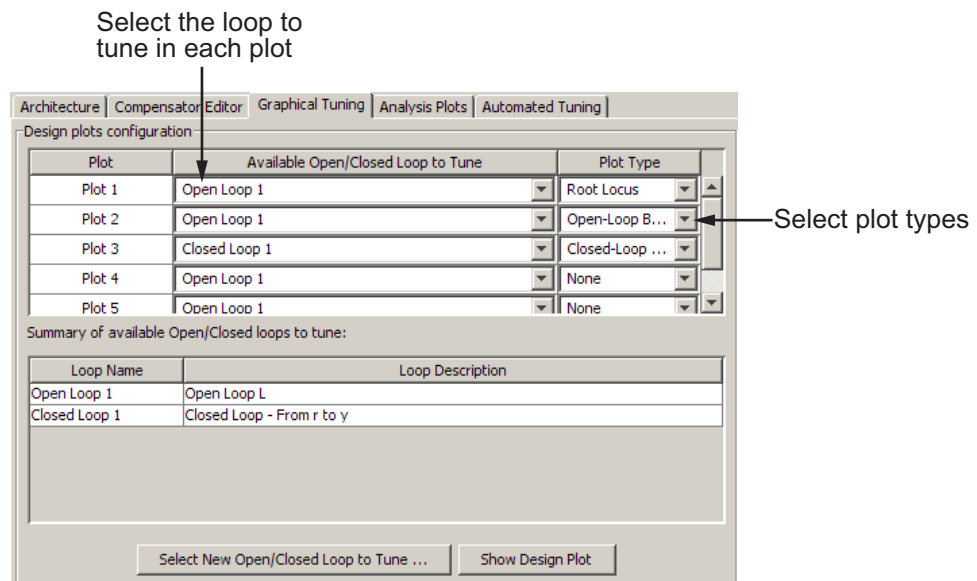 Select the loop to
tune in each plot
Architecture Compensator Editor Graphical Tuning Analysis Plots Automated Tuning
Design plots configuration
Plot Available Open/Closed Loop to Tune Plot Type
Plot 1 Open Loop 1 Root Locus
Plot 2 Open Loop 1 Open-Loop B...
Select plot types
Plot 3 Closed Loop 1 Closed-Loop ...
Plot 4 Open Loop 1 None
Plot 5 Open Loop 1 None
Summary of available Open/Closed loops to tune:
Loop Name Loop Description
Open Loop 1 Open Loop L
Closed Loop 1 Closed Loop - From r to y
Select New Open/Closed Loop to Tune ... Show Design Plot